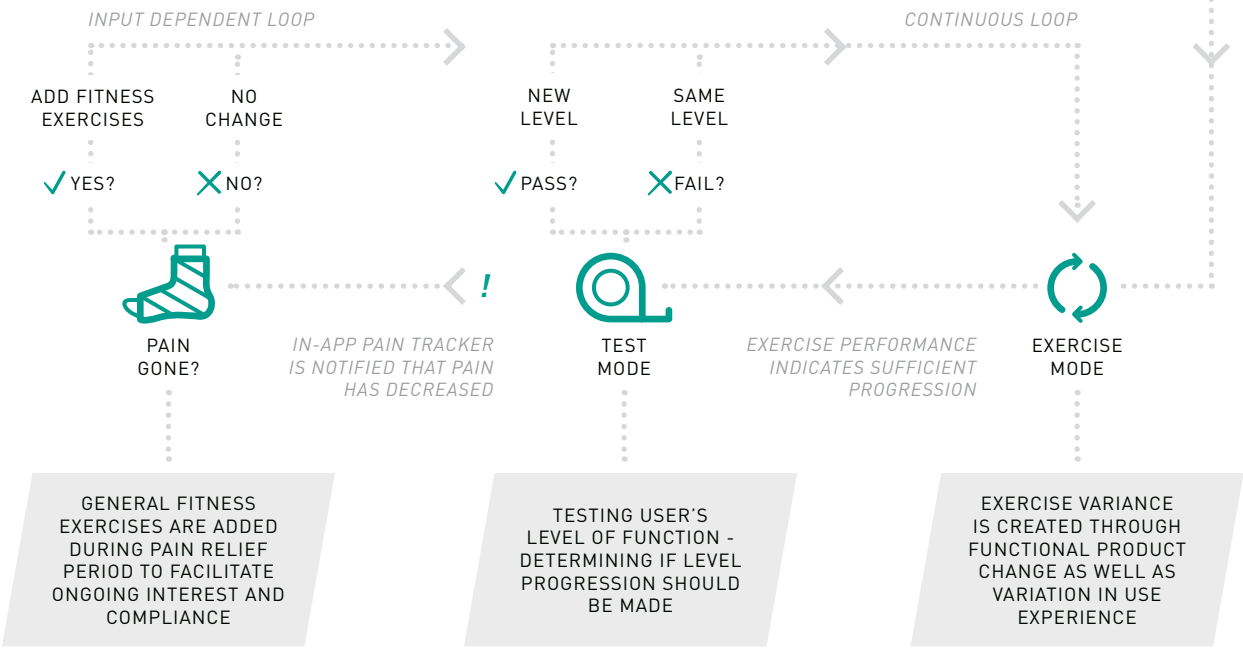 INPUT DEPENDENT LOOP
CONTINUOUS LOOP
ADD FITNESS
EXERCISES
NO
CHANGE
NEW
LEVEL
SAME
LEVEL
YES?
NO?
PASS?
FAIL?
!
PAIN
GONE?
IN-APP PAIN TRACKER
IS NOTIFIED THAT PAIN
HAS DECREASED
TEST
MODE
EXERCISE PERFORMANCE
INDICATES SUFFICIENT
PROGRESSION
EXERCISE
MODE
GENERAL FITNESS
EXERCISES ARE ADDED
DURING PAIN RELIEF
PERIOD TO FACILITATE
ONGOING INTEREST AND
COMPLIANCE
TESTING USER'S
LEVEL OF FUNCTION -
DETERMINING IF LEVEL
PROGRESSION SHOULD
BE MADE
EXERCISE VARIANCE
IS CREATED THROUGH
FUNCTIONAL PRODUCT
CHANGE AS WELL AS
VARIATION IN USE
EXPERIENCE